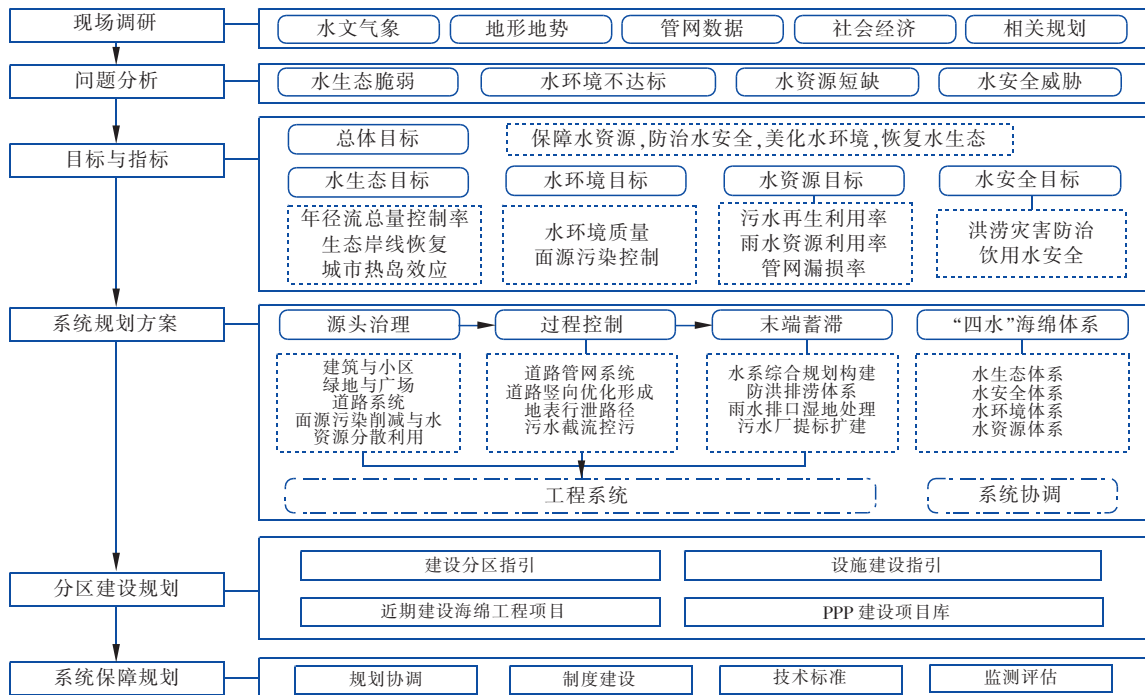 现场调研
水文气象
地形地势
管网数据
社会经济
相关规划
问题分析
水生态脆弱
水环境不达标
水资源短缺
水安全威胁
目标与指标
总体目标
保障水资源,防治水安全,美化水环境,恢复水生态
水生态目标
水环境目标
水资源目标
水安全目标
年径流总量控制率
生态岸线恢复
城市热岛效应
水环境质量
面源污染控制
污水再生利用率
雨水资源利用率
管网漏损率
洪涝灾害防治
饮用水安全
系统规划方案
源头治理
过程控制
末端蓄滞
“四水”海绵体系
建筑与小区
绿地与广场
道路系统
面源污染削减与水
资源分散利用
道路管网系统
道路竖向优化形成
地表行泄路径
污水截流控污
水系综合规划构建
防洪排涝体系
雨水排口湿地处理
污水厂提标扩建
水生态体系
水安全体系
水环境体系
水资源体系
工程系统
系统协调
分区建设规划
建设分区指引
设施建设指引
近期建设海绵工程项目
PPP 建设项目库
系统保障规划
规划协调
制度建设
技术标准
监测评估